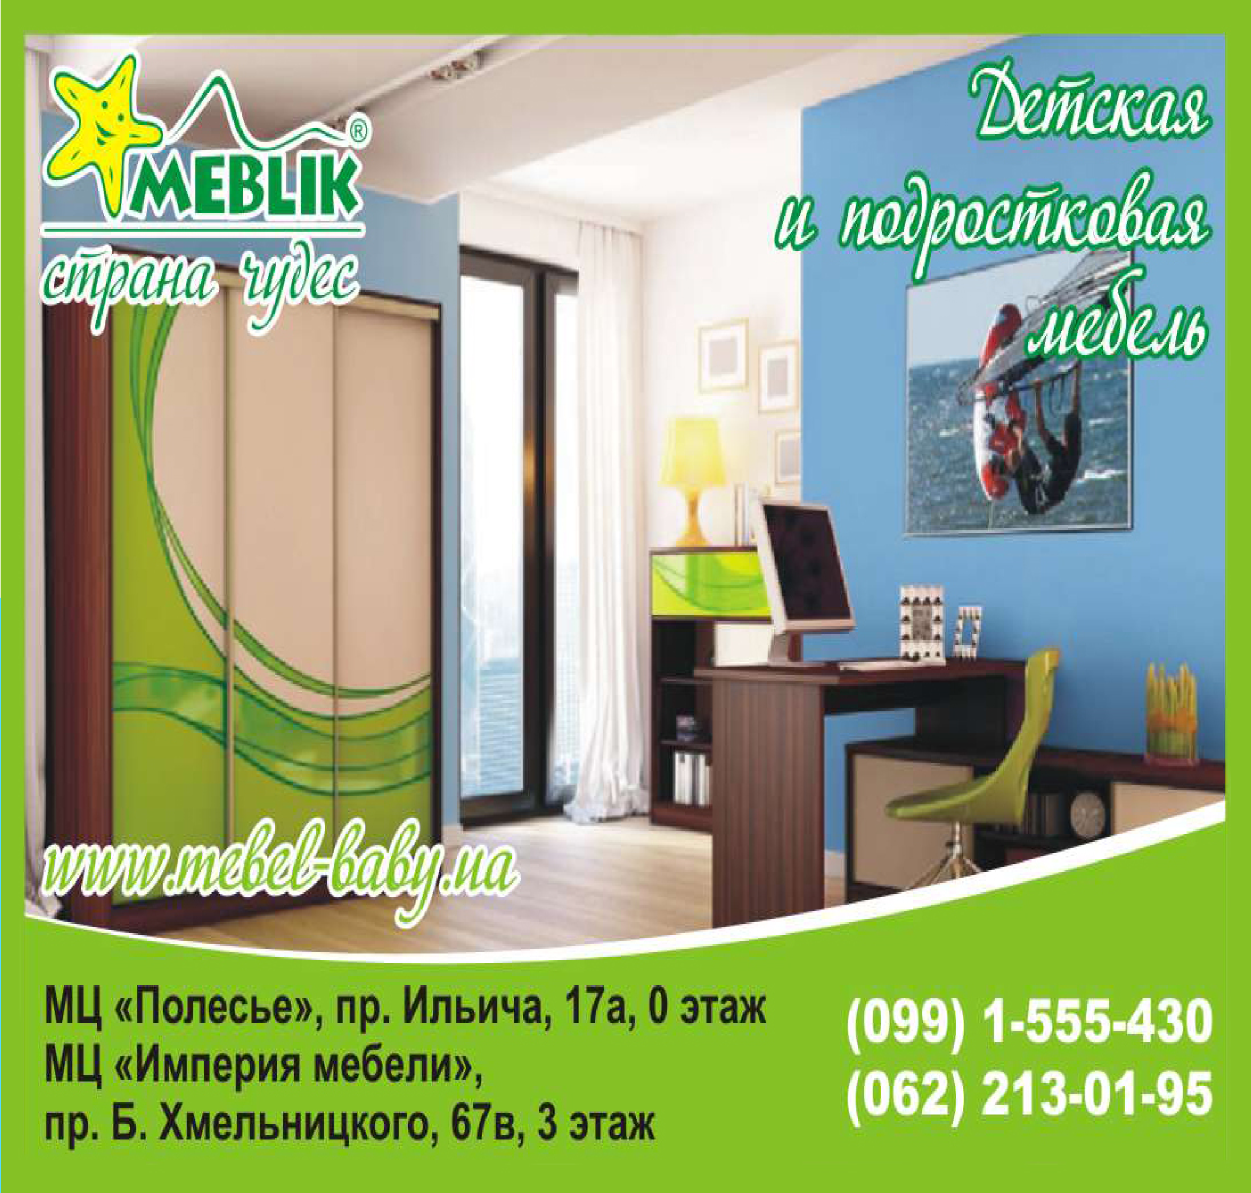 MEBLIK®
страна чудес
Детская
и подростковая
мебель
www.mebel-baby.ua
МЦ «Полесье», пр. Ильича, 17а, 0 этаж
МЦ «Империя мебели»,
пр. Б. Хмельницкого, 67в, 3 этаж
(099) 1-555-430
(062) 213-01-95